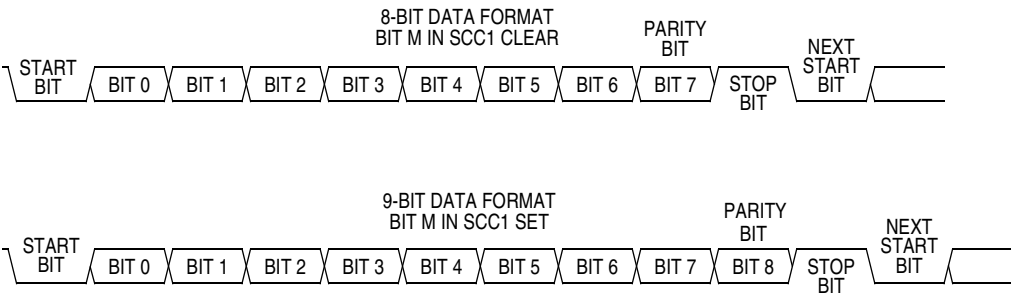 8-BIT DATA FORMAT
BIT M IN SCC1 CLEAR
PARITY
BIT
START
BIT
BIT 0 BIT 1 BIT 2 BIT 3 BIT 4 BIT 5 BIT 6 BIT 7
STOP
BIT
NEXT
START
BIT
9-BIT DATA FORMAT
BIT M IN SCC1 SET
PARITY
BIT
START
BIT
BIT 0 BIT 1 BIT 2 BIT 3 BIT 4 BIT 5 BIT 6 BIT 7 BIT 8
STOP
BIT
NEXT
START
BIT